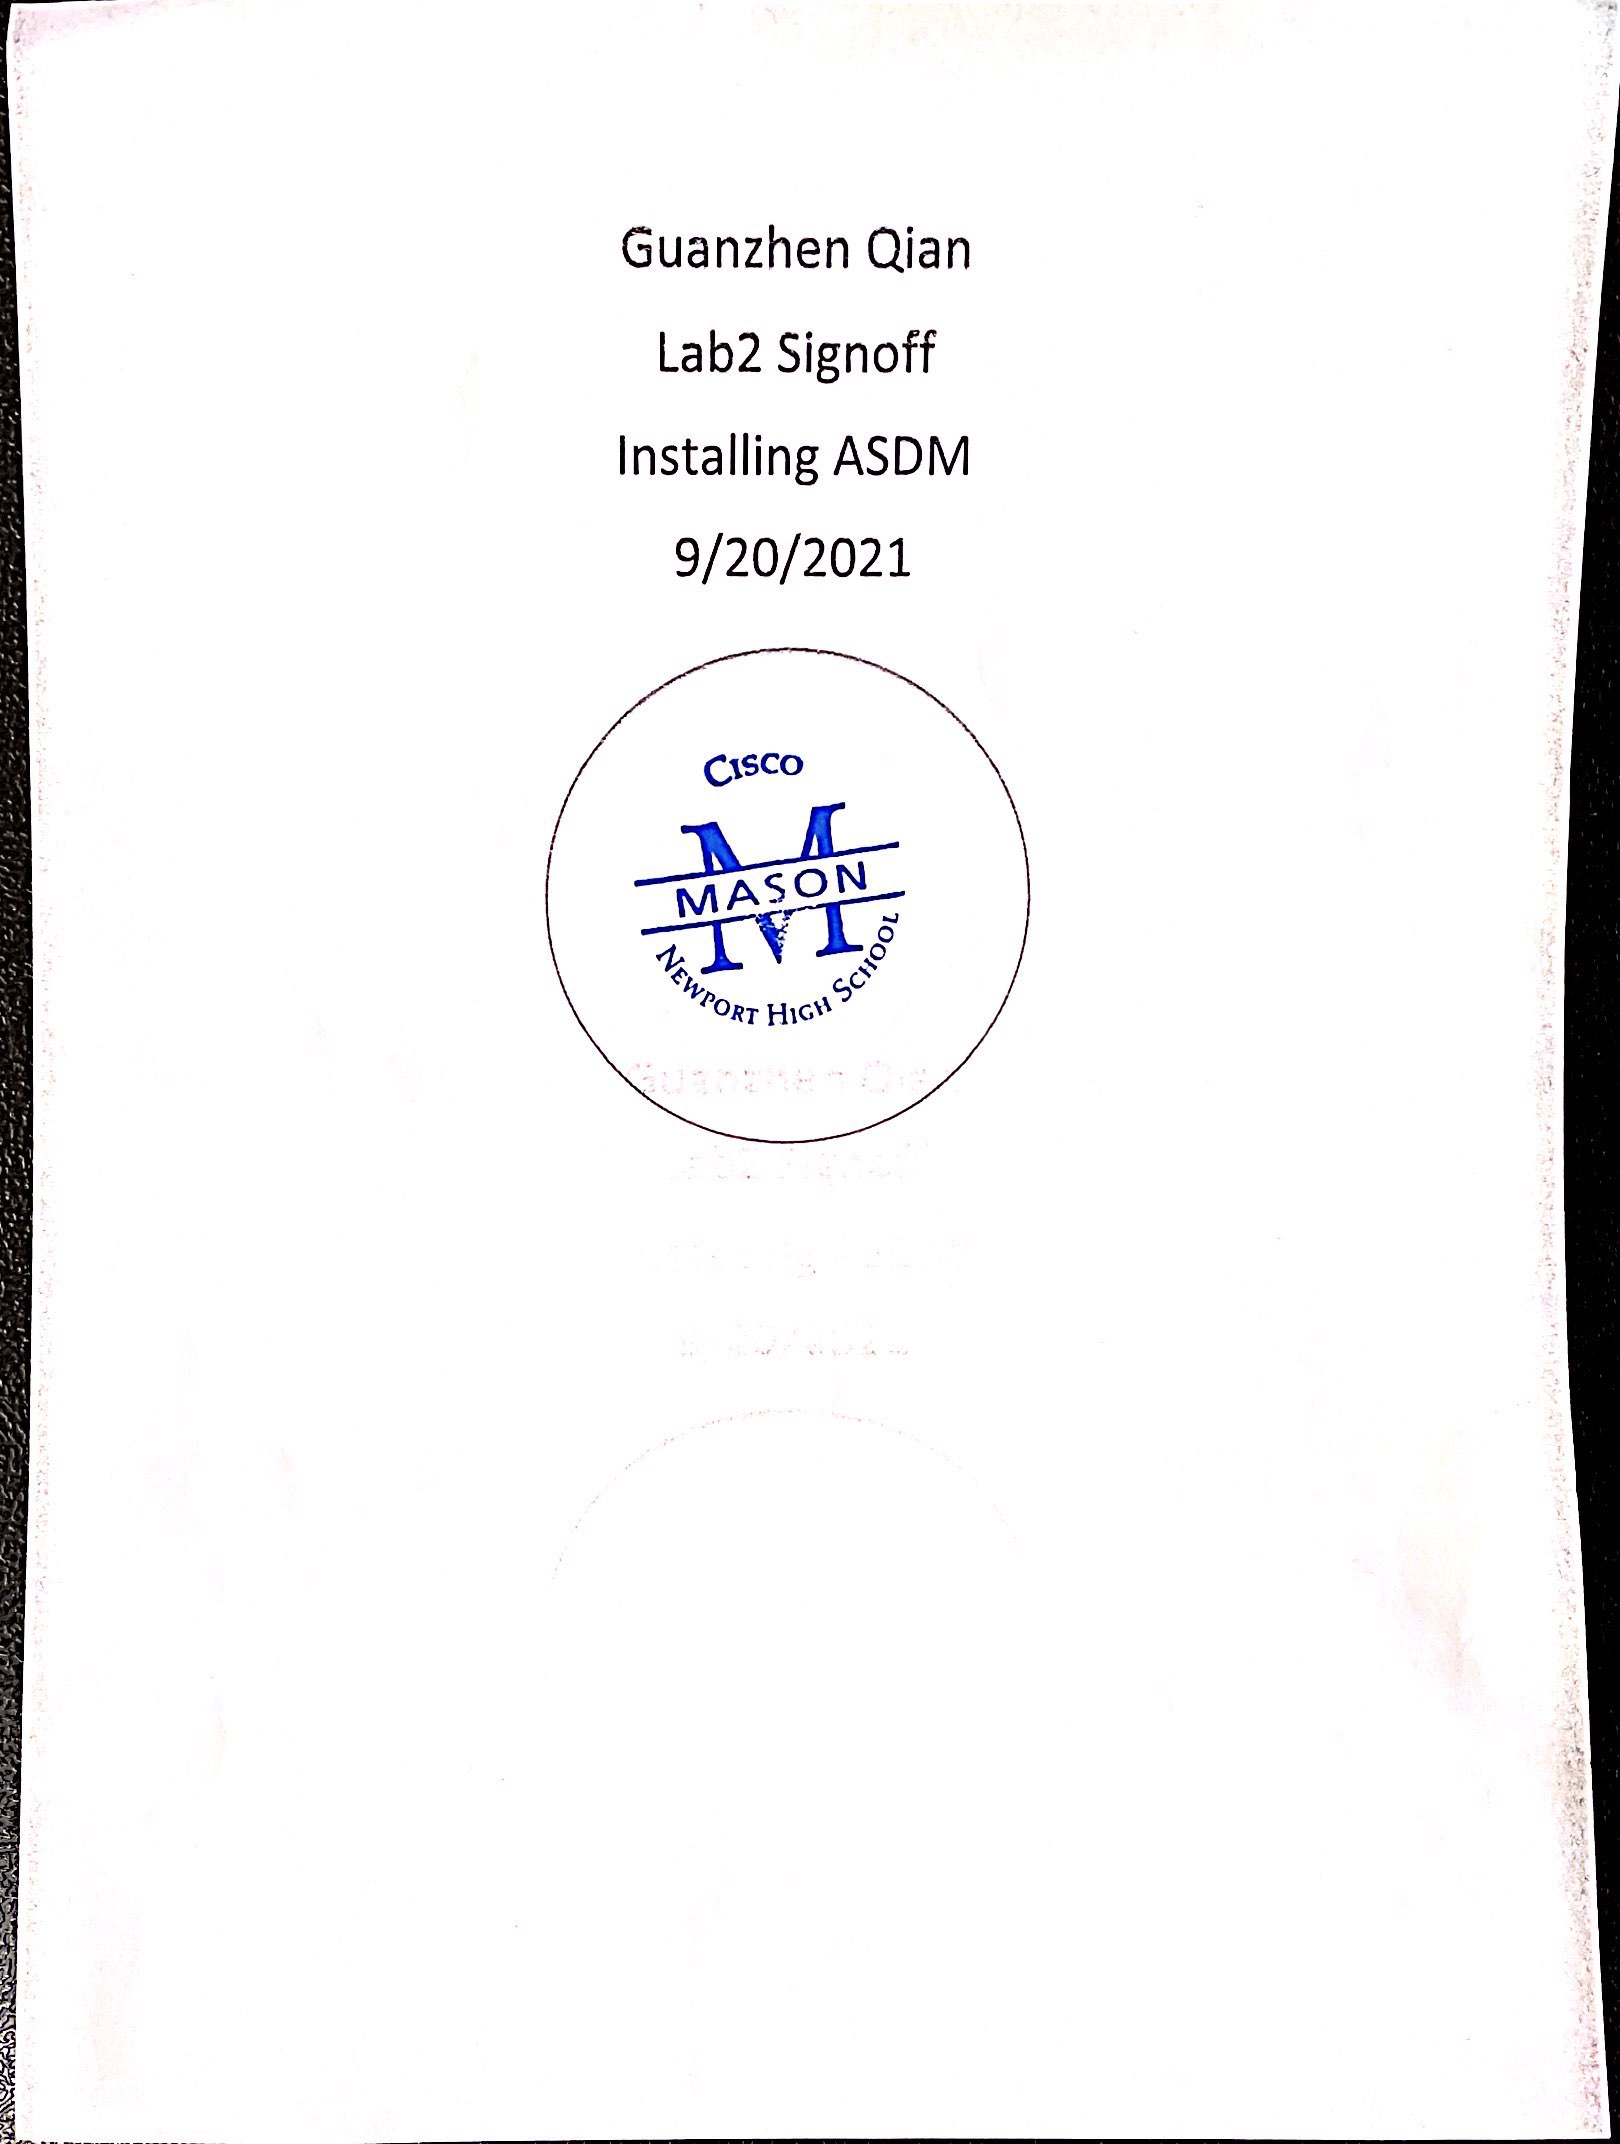 Guanzhen Qian
Lab2 Signoff
Installing ASDM
9/20/2021
CISCO
MASON
NEWPORT HIGH SCHOOL